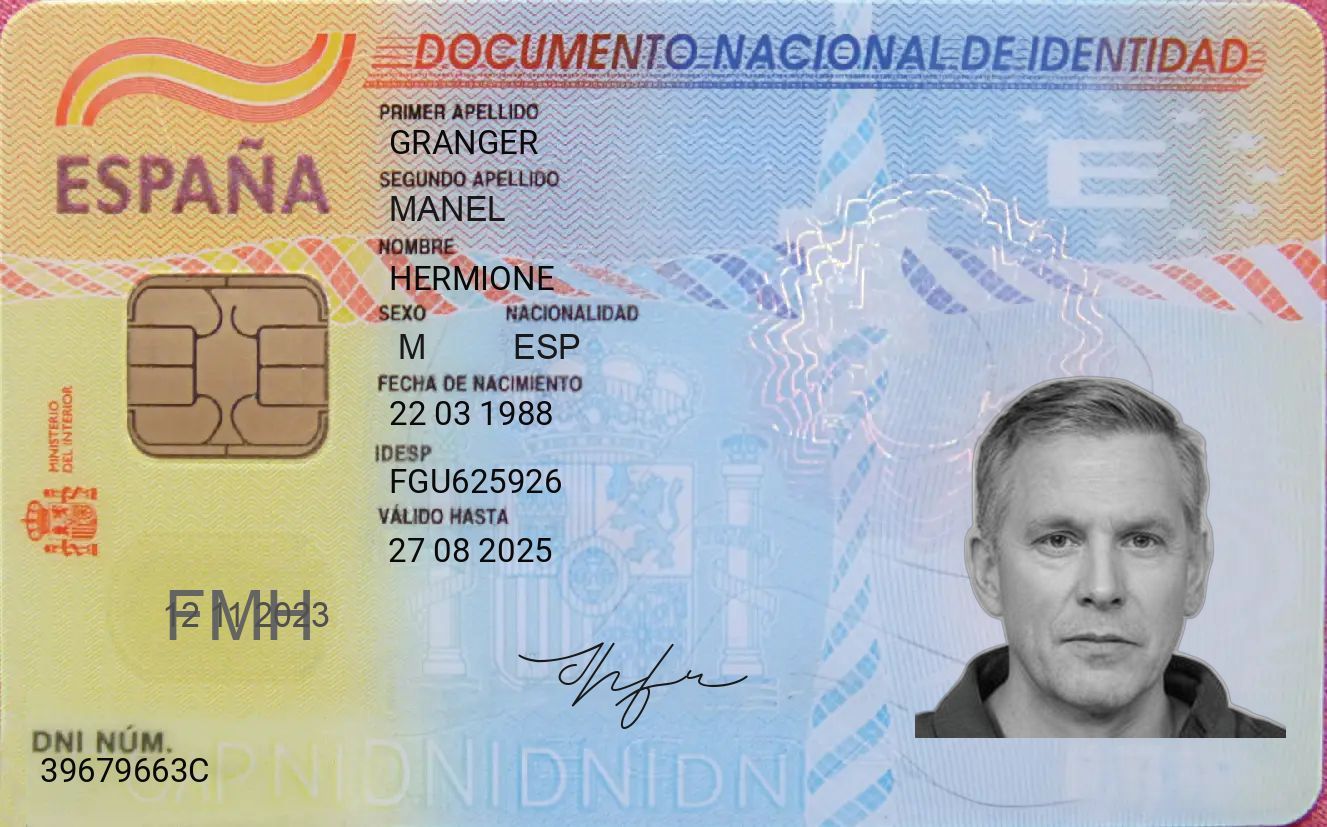 DOCUMENTO NACIONAL DE IDENTIDAD
ESPAÑA
PRIMER APELLIDO
GRANGER
SEGUNDO APELLIDO
MANEL
NOMBRE
HERMIONE
SEXO NACIONALIDAD
M ESP
FECHA DE NACIMIENTO
22 03 1988
IDESP
FGU625926
VÁLIDO HASTA
27 08 2025
MINISTERIO
DEL INTERIOR
E
FMH
12 11 2023
DNI NÚM.
39679663C
DNIDNIDNIDNI